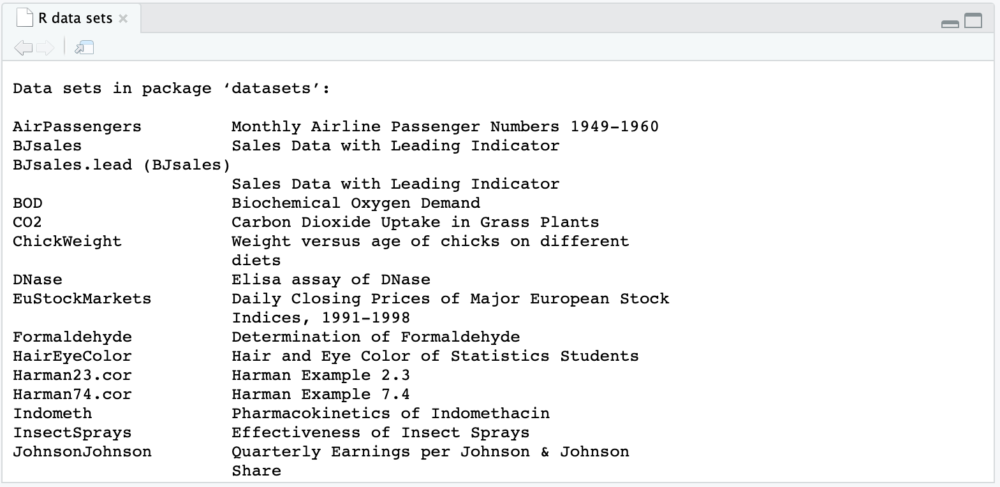 R data sets
Data sets in package ‘datasets’:
AirPassengers Monthly Airline Passenger Numbers 1949-1960
BJsales Sales Data with Leading Indicator
BJsales.lead (BJsales)
Sales Data with Leading Indicator
BOD Biochemical Oxygen Demand
CO2 Carbon Dioxide Uptake in Grass Plants
ChickWeight Weight versus age of chicks on different
diets
DNase Elisa assay of DNase
EuStockMarkets Daily Closing Prices of Major European Stock
Indices, 1991-1998
Formaldehyde Determination of Formaldehyde
HairEyeColor Hair and Eye Color of Statistics Students
Harman23.cor Harman Example 2.3
Harman74.cor Harman Example 7.4
Indometh Pharmacokinetics of Indomethacin
InsectSprays Effectiveness of Insect Sprays
JohnsonJohnson Quarterly Earnings per Johnson & Johnson
Share